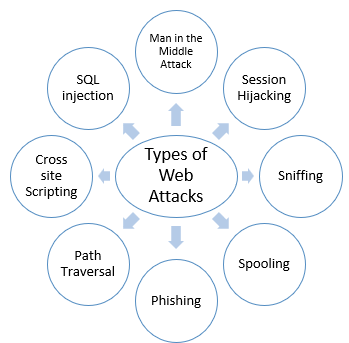 Types of
Web
Attacks
Man in the
Middle
Attack
Session
Hijacking
Sniffing
Spooling
Phishing
Path
Traversal
Cross
site
Scripting
SQL
injection